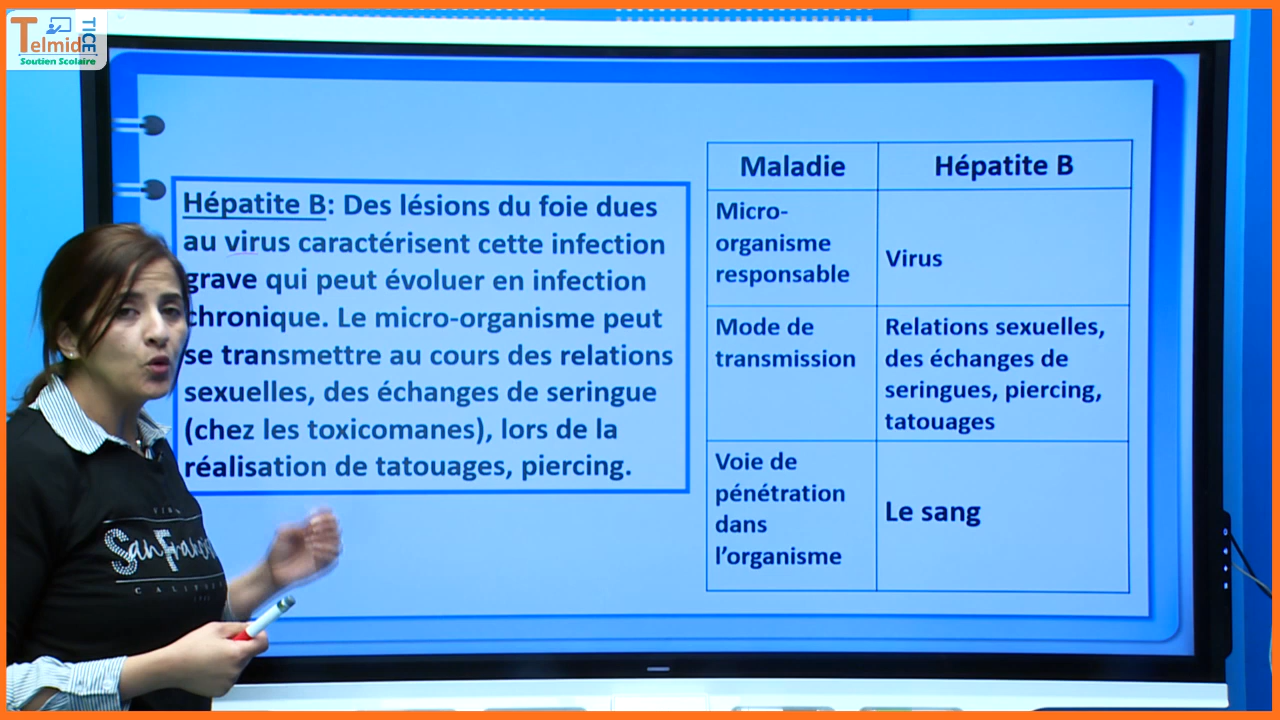 Telmid TICE
Soutien Scolaire
Hépatite B: Des lésions du foie dues
au virus caractérisent cette infection
grave qui peut évoluer en infection
chronique. Le micro-organisme peut
se transmettre au cours des relations
sexuelles, des échanges de seringue
(chez les toxicomanes), lors de la
réalisation de tatouages, piercing.
Maladie
Hépatite B
Micro-
organisme
responsable
Virus
Mode de
transmission
Relations sexuelles,
des échanges de
seringues, piercing,
tatouages
Voie de
pénétration
dans
l’organisme
Le sang
San